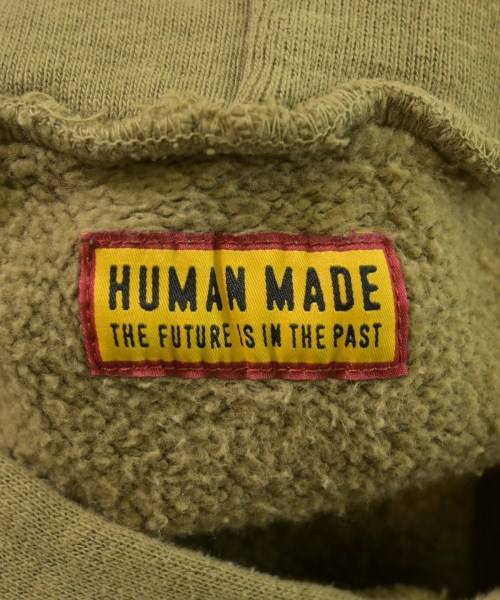 HUMAN MADE
THE FUTURE IS IN THE PAST